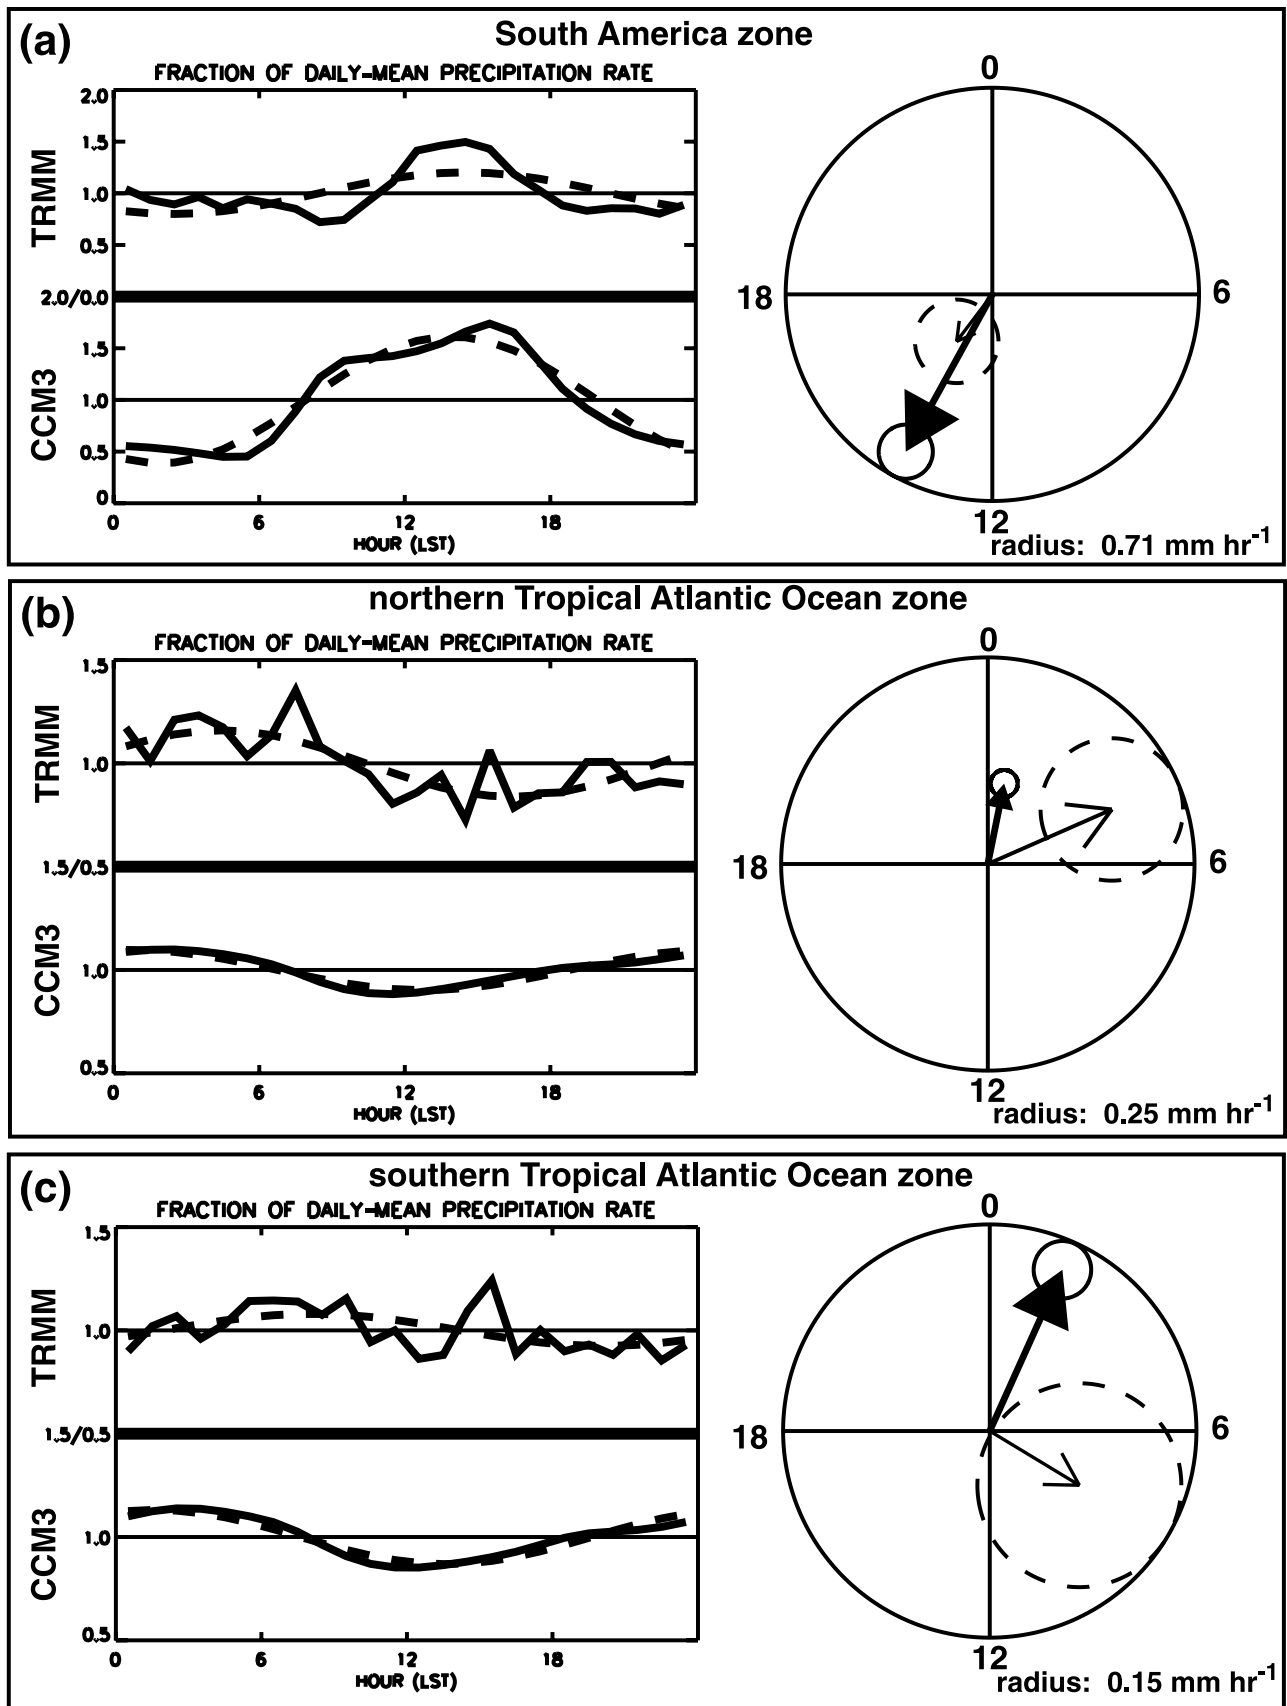 (a)
South America zone
FRACTION OF DAILY-MEAN PRECIPITATION RATE
2.0
1.5
1.0
0.5
2.0/0.0
1.5
1.0
0.5
0
TRMM
CCM3
0 6 12 18
HOUR (LST)
0
18
6
12
radius: 0.71 mm hr-1
(b)
northern Tropical Atlantic Ocean zone
FRACTION OF DAILY-MEAN PRECIPITATION RATE
1.5
1.0
1.5/0.5
1.0
0.5
TRMM
CCM3
0 6 12 18
HOUR (LST)
0
18
6
12
radius: 0.25 mm hr-1
(c)
southern Tropical Atlantic Ocean zone
FRACTION OF DAILY-MEAN PRECIPITATION RATE
1.5
1.0
1.5/0.5
1.0
0.5
TRMM
CCM3
0 6 12 18
HOUR (LST)
0
18
6
12
radius: 0.15 mm hr-1